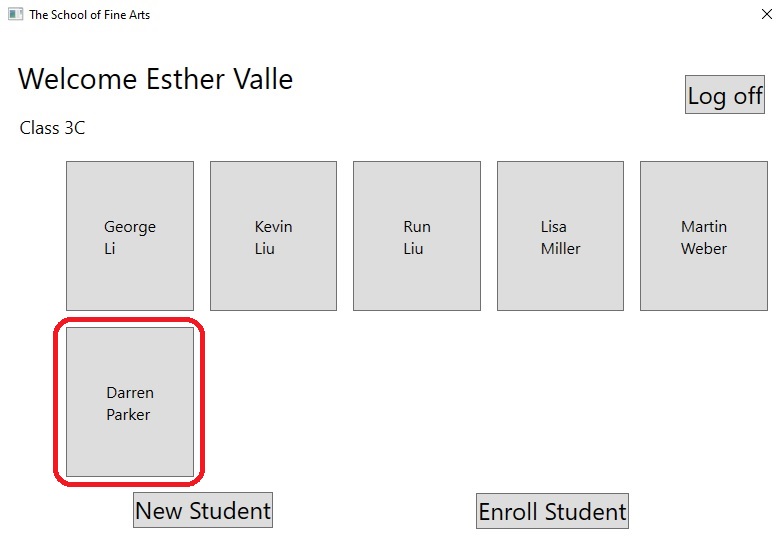 The School of Fine Arts
Welcome Esther Valle
Log off
Class 3C
George
Li
Kevin
Liu
Run
Liu
Lisa
Miller
Martin
Weber
Darren
Parker
New Student
Enroll Student